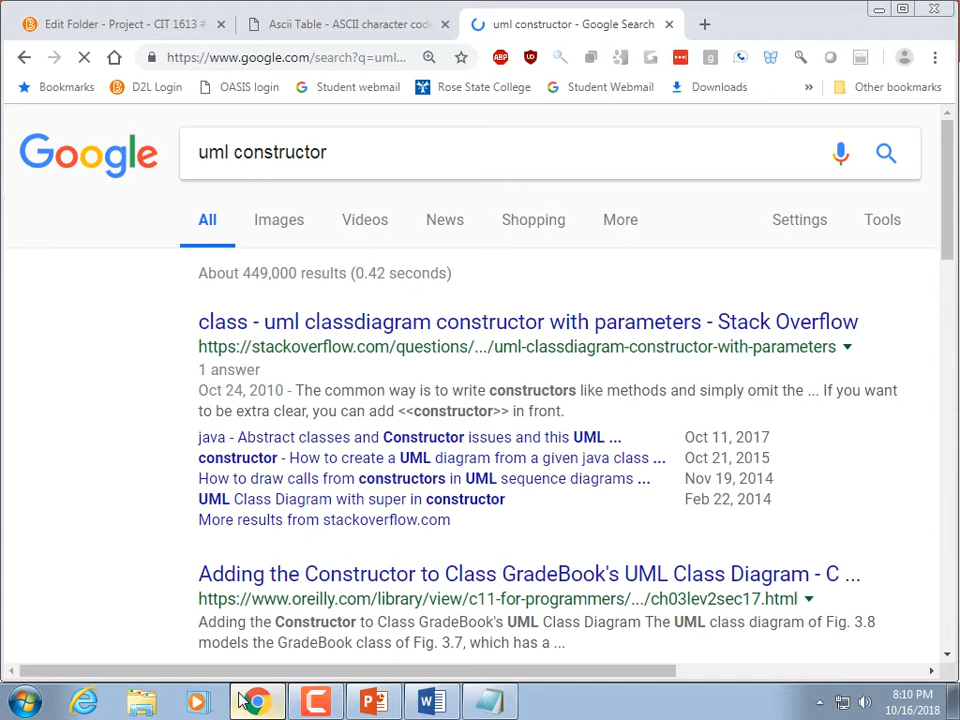 Edit Folder - Project - CIT 1613 #
Ascii Table - ASCII character code
uml constructor - Google Search
https://www.google.com/search?q=uml...
ABP
Bookmarks
D2L Login
OASIS login
Student webmail
Rose State College
Student Webmail
Downloads
»
Other bookmarks
Google
uml constructor
All
Images
Videos
News
Shopping
More
Settings
Tools
About 449,000 results (0.42 seconds)
class - uml classdiagram constructor with parameters - Stack Overflow
https://stackoverflow.com/questions/.../uml-classdiagram-constructor-with-parameters
1 answer
Oct 24, 2010 - The common way is to write constructors like methods and simply omit the ... If you want
to be extra clear, you can add <<constructor>> in front.
java - Abstract classes and Constructor issues and this UML ... Oct 11, 2017
constructor - How to create a UML diagram from a given java class ... Oct 21, 2015
How to draw calls from constructors in UML sequence diagrams ... Nov 19, 2014
UML Class Diagram with super in constructor Feb 22, 2014
More results from stackoverflow.com
Adding the Constructor to Class GradeBook's UML Class Diagram - C ...
https://www.oreilly.com/library/view/c11-for-programmers/.../ch03lev2sec17.html
Adding the Constructor to Class GradeBook's UML Class Diagram The UML class diagram of Fig. 3.8
models the GradeBook class of Fig. 3.7, which has a ...
8:10 PM
10/16/2018